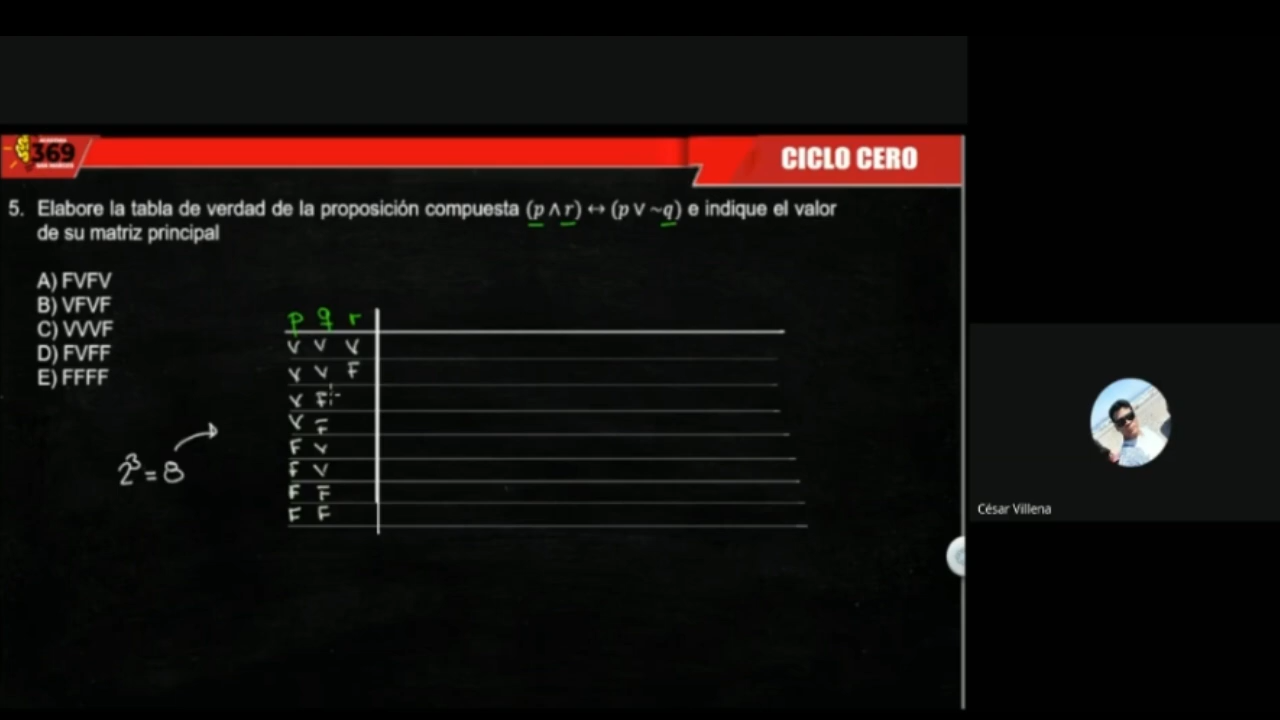 369
CICLO CERO
5. Elabore la tabla de verdad de la proposición compuesta (p ∧ r) ↔ (p ∨ ~q) e indique el valor
de su matriz principal
A) FVFV
B) VFVF
C) VVVF
D) FVFF
E) FFFF
p q r
V V V
V V F
V F
V F
F V
F V
F F
F F
2³ = 8
César Villena